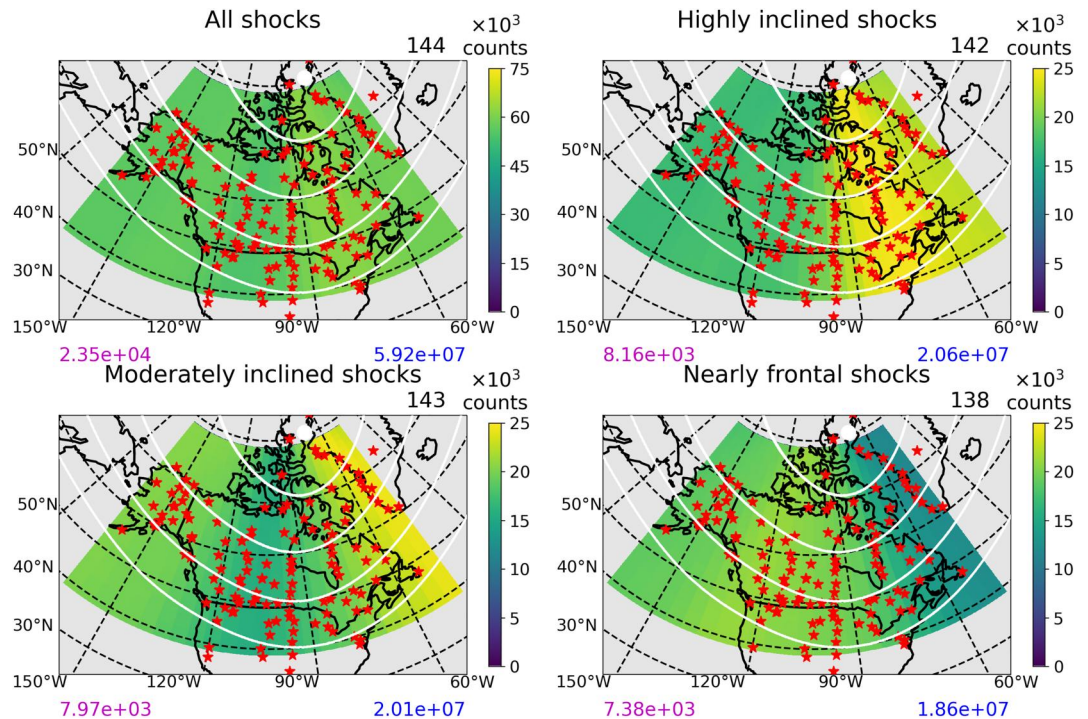 All shocks
144
×10³
counts
75
60
45
30
15
0
50°N
40°N
30°N
150°W 120°W 90°W 60°W
2.35e+04 5.92e+07
Highly inclined shocks
142
×10³
counts
25
20
15
10
5
0
50°N
40°N
30°N
150°W 120°W 90°W 60°W
8.16e+03 2.06e+07
Moderately inclined shocks
143
×10³
counts
25
20
15
10
5
0
50°N
40°N
30°N
150°W 120°W 90°W 60°W
7.97e+03 2.01e+07
Nearly frontal shocks
138
×10³
counts
25
20
15
10
5
0
50°N
40°N
30°N
150°W 120°W 90°W 60°W
7.38e+03 1.86e+07